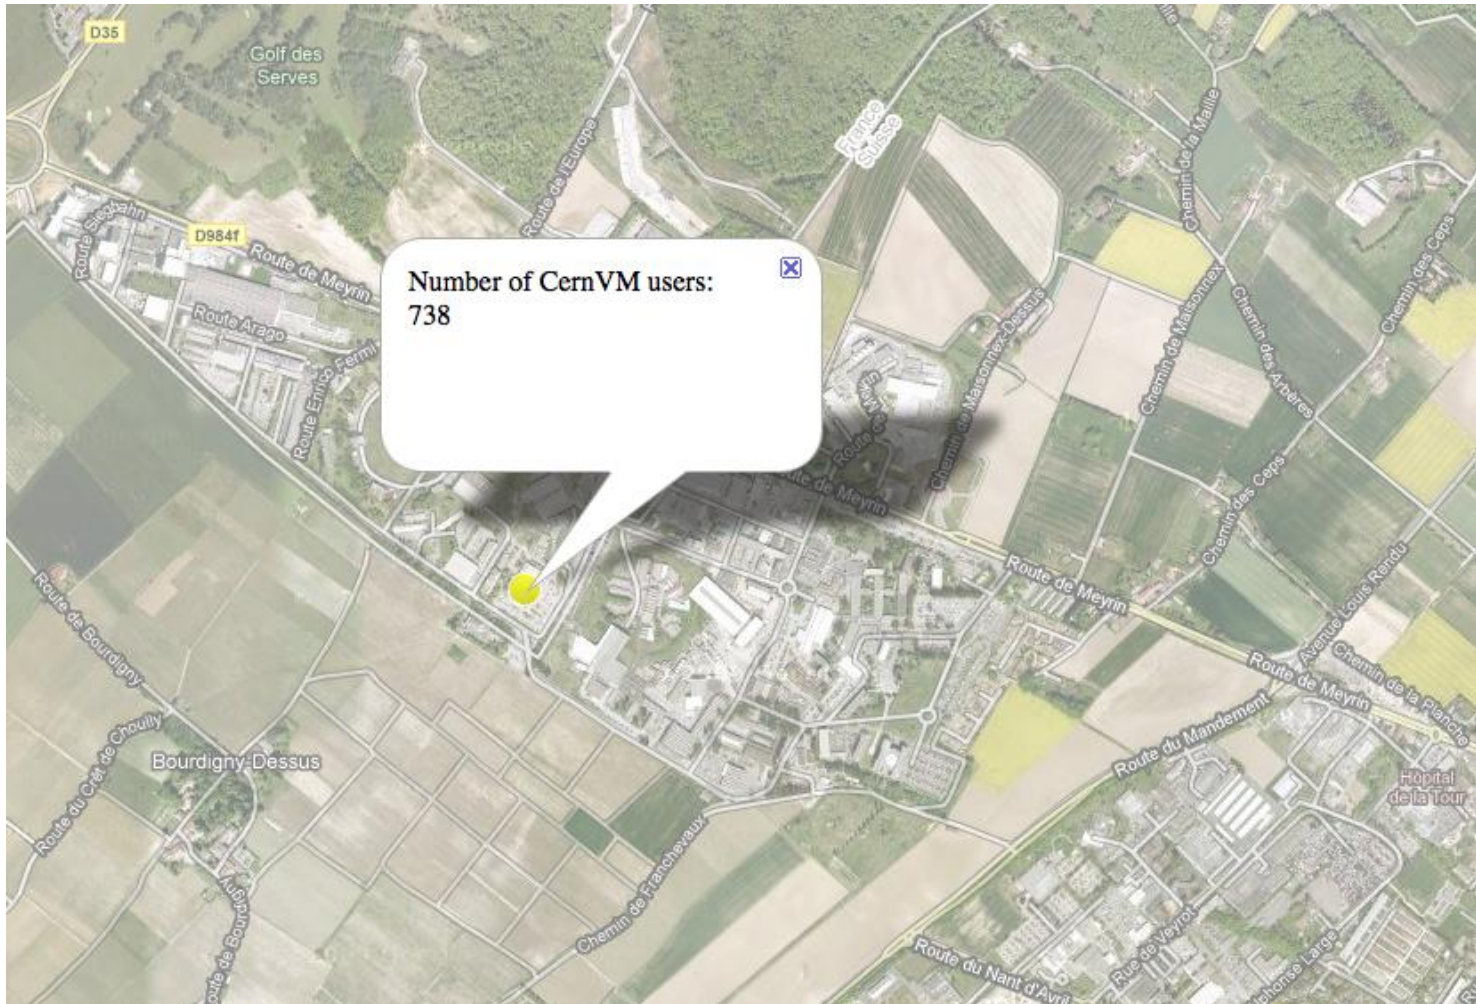 D35
Golf des
Serves
Route de l'Europe
France
Suisse
Chemin de la Maille
Chemin des Ceps
Route Siegbahn
D984f
Route de Meyrin
Route Arago
Route Enrico Fermi
Number of CernVM users:
738
Chemin de Maisonnex-Dessus
Chemin de Maisonnex
Chemin des Arbères
Route de Meyrin
Route de Meyrin
Chemin des Ceps
Route de Meyrin
Avenue Louis Rendu
Route de Bourdigny
Route de Meyrin
Chemin de la Planche
Route du Mandement
Route du Crêt de Choully
Bourdigny-Dessus
Hôpital
de la Tour
Chemin de Franchevaux
Route du Nant d'Avril
Rue de Veyrot